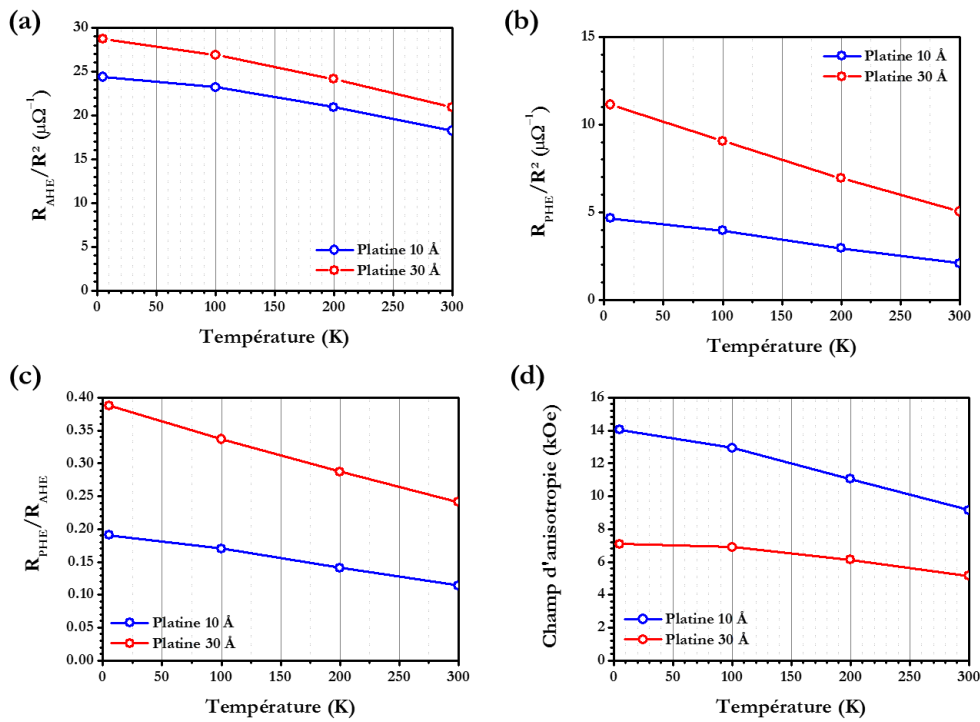 (a)
30
25
20
15
10
5
0
R_AHE/R² (μΩ⁻¹)
Platine 10 Å
Platine 30 Å
0 50 100 150 200 250 300
Température (K)
(b)
15
10
5
0
R_PHE/R² (μΩ⁻¹)
Platine 10 Å
Platine 30 Å
0 50 100 150 200 250 300
Température (K)
(c)
0.40
0.35
0.30
0.25
0.20
0.15
0.10
0.05
0.00
R_PHE/R_AHE
Platine 10 Å
Platine 30 Å
0 50 100 150 200 250 300
Température (K)
(d)
16
14
12
10
8
6
4
2
0
Champ d'anisotropie (kOe)
Platine 10 Å
Platine 30 Å
0 50 100 150 200 250 300
Température (K)